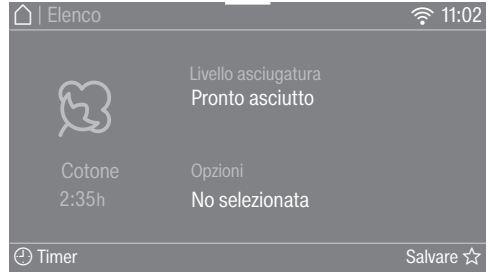 | Elenco
11:02
Livello asciugatura
Pronto asciutto
Cotone
2:35h
Opzioni
No selezionata
Timer
Salvare